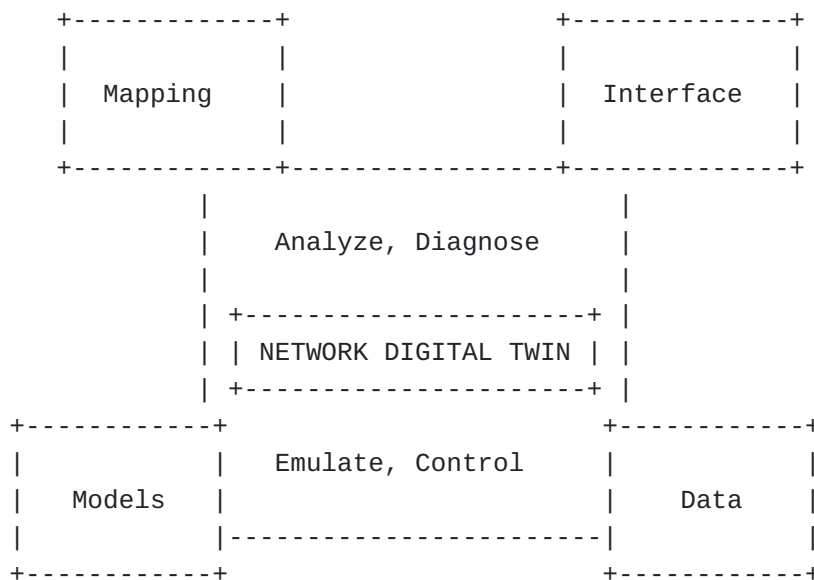 Mapping Interface
Analyze, Diagnose
NETWORK DIGITAL TWIN
Emulate, Control
Models Data